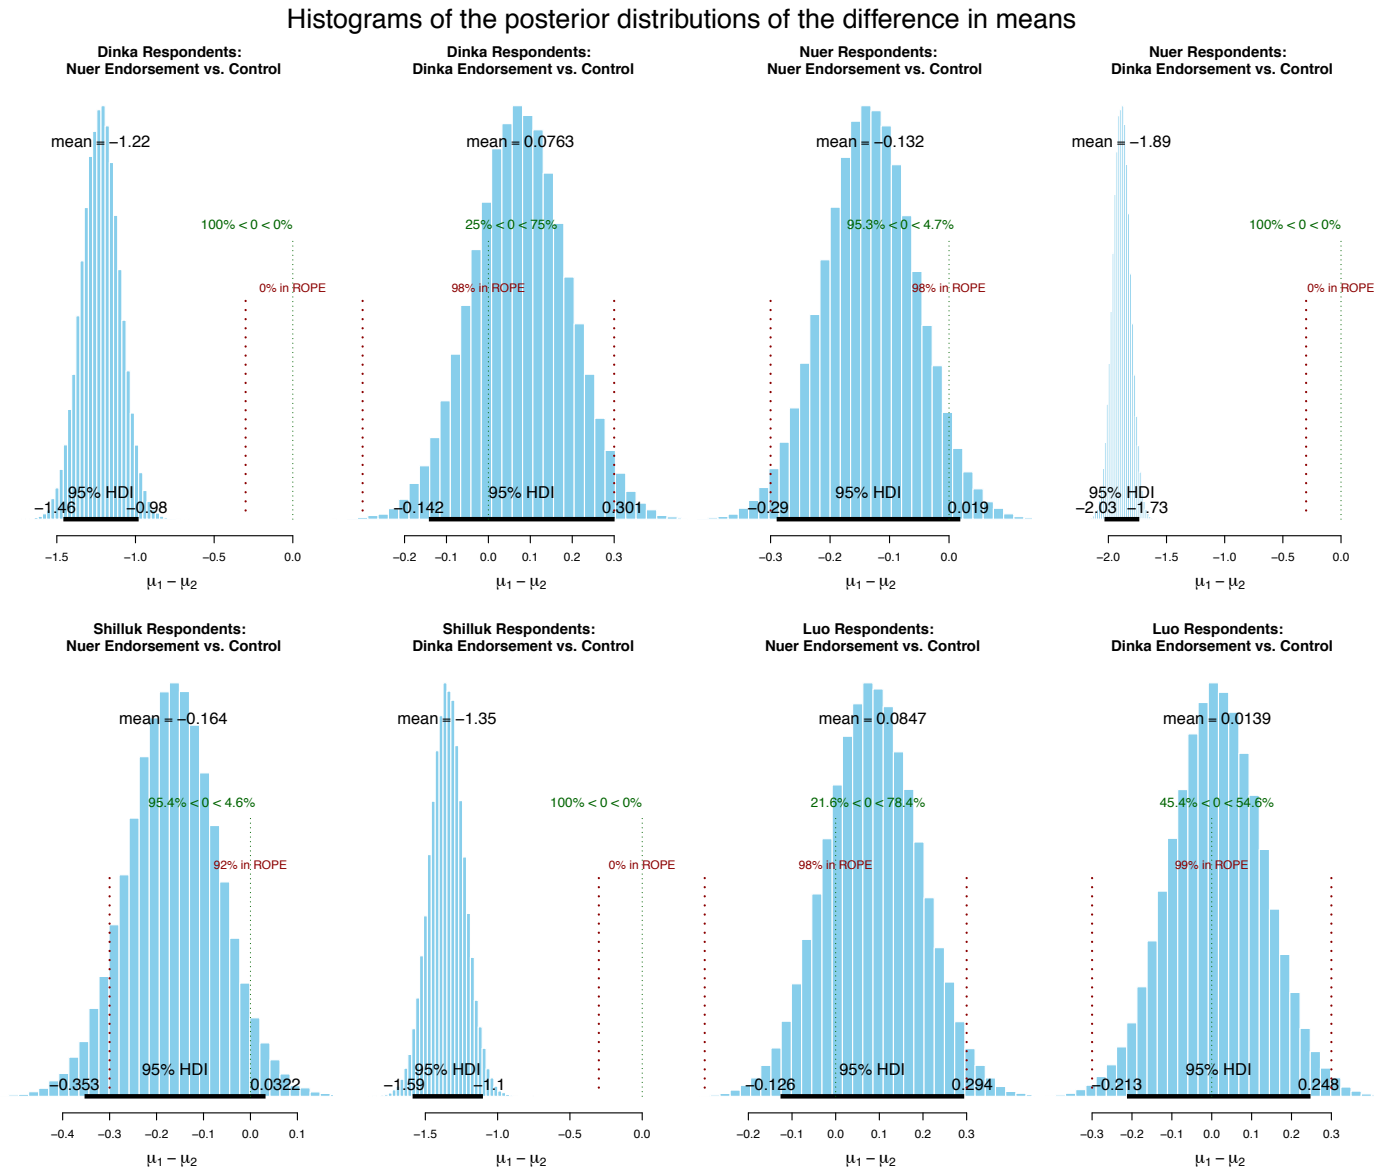 Histograms of the posterior distributions of the difference in means
Dinka Respondents:
Nuer Endorsement vs. Control
mean = −1.22
100% < 0 < 0%
0% in ROPE
95% HDI
−1.46 −0.98
−1.5 −1.0 −0.5 0.0
μ1 − μ2
Dinka Respondents:
Dinka Endorsement vs. Control
mean = 0.0763
25% < 0 < 75%
98% in ROPE
95% HDI
−0.142 0.301
−0.2 −0.1 0.0 0.1 0.2 0.3
μ1 − μ2
Nuer Respondents:
Nuer Endorsement vs. Control
mean = −0.132
95.3% < 0 < 4.7%
98% in ROPE
95% HDI
−0.29 0.019
−0.3 −0.2 −0.1 0.0
μ1 − μ2
Nuer Respondents:
Dinka Endorsement vs. Control
mean = −1.89
100% < 0 < 0%
0% in ROPE
95% HDI
−2.03 −1.73
−2.0 −1.5 −1.0 −0.5 0.0
μ1 − μ2
Shilluk Respondents:
Nuer Endorsement vs. Control
mean = −0.164
95.4% < 0 < 4.6%
92% in ROPE
95% HDI
−0.353 0.0322
−0.4 −0.3 −0.2 −0.1 0.0 0.1
μ1 − μ2
Shilluk Respondents:
Dinka Endorsement vs. Control
mean = −1.35
100% < 0 < 0%
0% in ROPE
95% HDI
−1.59 −1.1
−1.5 −1.0 −0.5 0.0
μ1 − μ2
Luo Respondents:
Nuer Endorsement vs. Control
mean = 0.0847
21.6% < 0 < 78.4%
98% in ROPE
95% HDI
−0.126 0.294
−0.2 −0.1 0.0 0.1 0.2 0.3
μ1 − μ2
Luo Respondents:
Dinka Endorsement vs. Control
mean = 0.0139
45.4% < 0 < 54.6%
99% in ROPE
95% HDI
−0.213 0.248
−0.3 −0.2 −0.1 0.0 0.1 0.2 0.3
μ1 − μ2